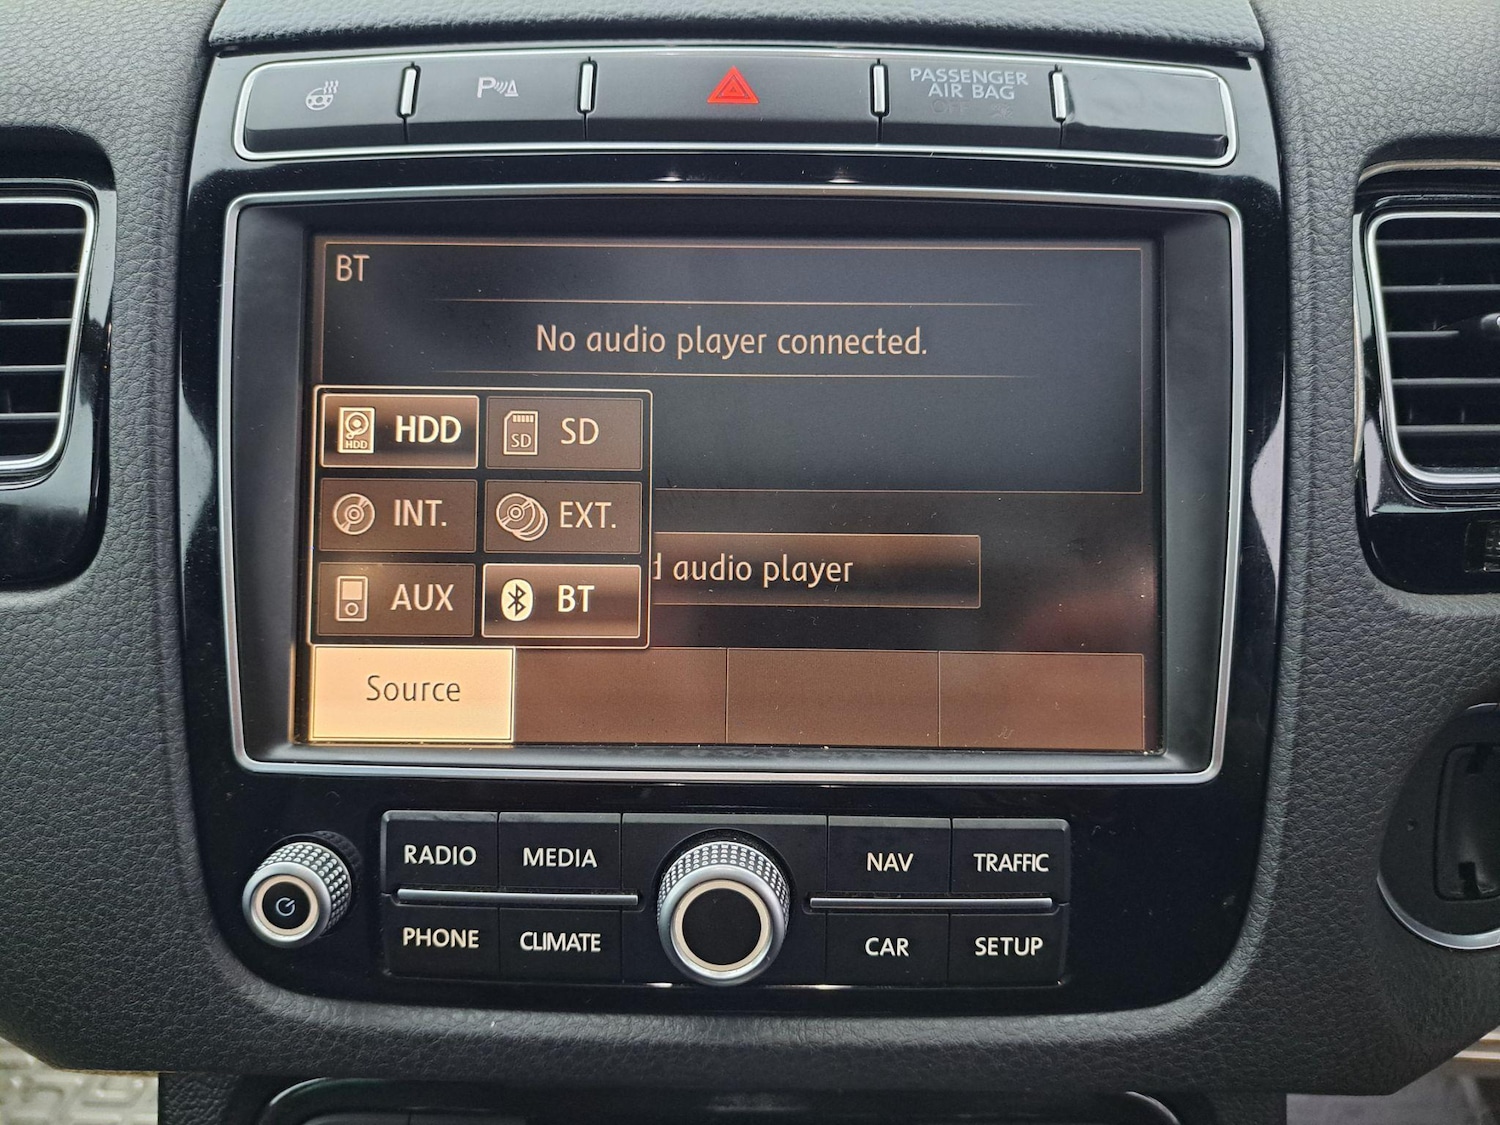 PASSENGER
AIR BAG
OFF
BT
No audio player connected.
HDD HDD
SD SD
INT.
EXT.
audio player
AUX
BT
Source
RADIO
MEDIA
NAV
TRAFFIC
PHONE
CLIMATE
CAR
SETUP